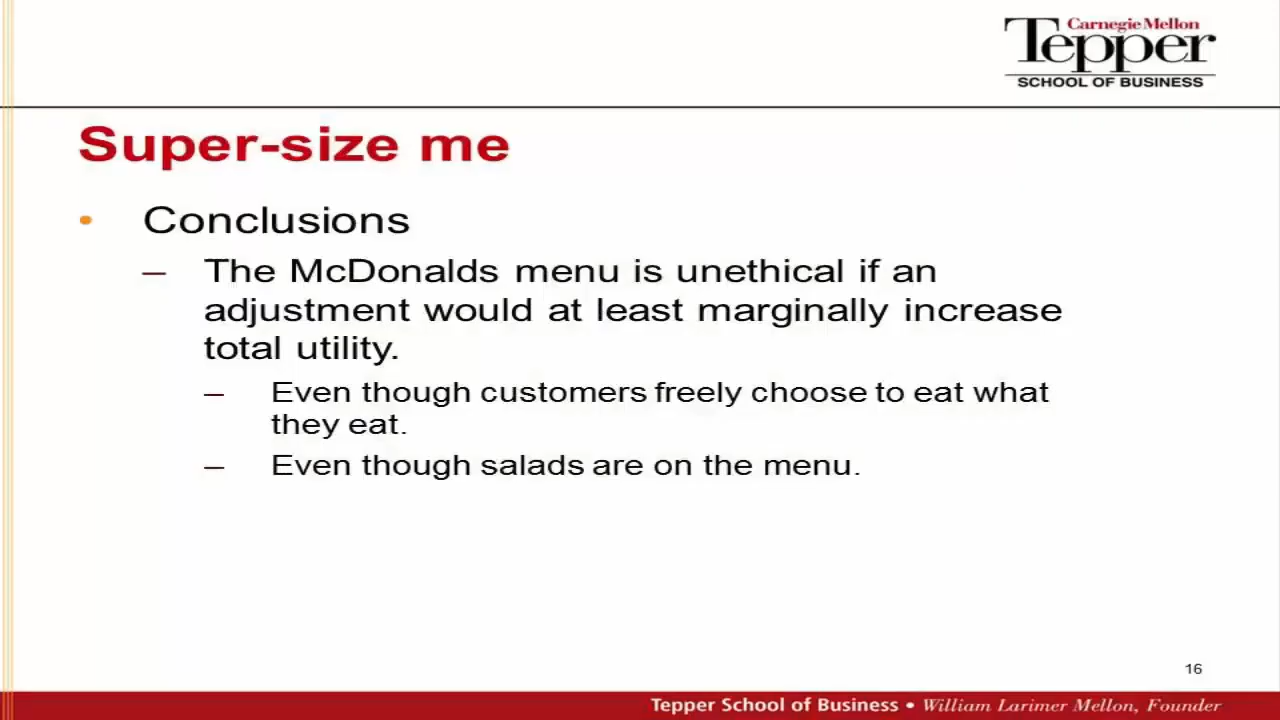 Carnegie Mellon
Tepper
SCHOOL OF BUSINESS
Super-size me
• Conclusions
– The McDonalds menu is unethical if an
adjustment would at least marginally increase
total utility.
– Even though customers freely choose to eat what
they eat.
– Even though salads are on the menu.
16
Tepper School of Business • William Larimer Mellon, Founder